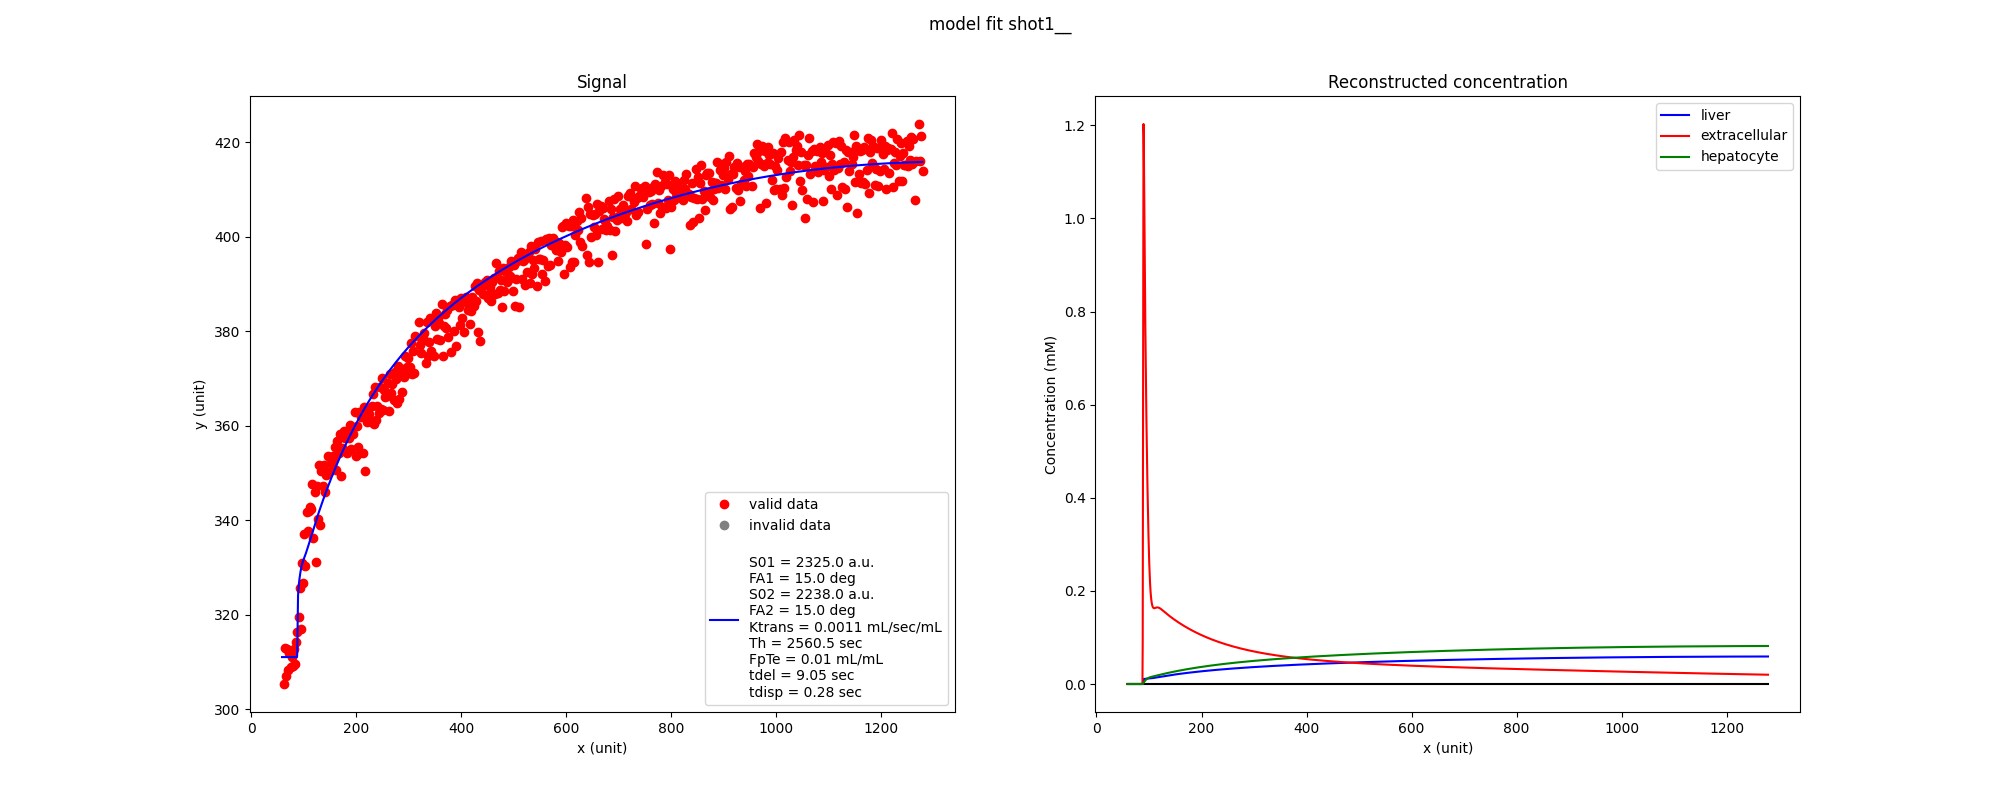 model fit shot1__
Signal
420
400
380
360
340
320
300
y (unit)
0 200 400 600 800 1000 1200
x (unit)
valid data
invalid data
S01 = 2325.0 a.u.
FA1 = 15.0 deg
S02 = 2238.0 a.u.
FA2 = 15.0 deg
Ktrans = 0.0011 mL/sec/mL
Th = 2560.5 sec
FpTe = 0.01 mL/mL
tdel = 9.05 sec
tdisp = 0.28 sec
Reconstructed concentration
1.2
1.0
0.8
0.6
0.4
0.2
0.0
Concentration (mM)
0 200 400 600 800 1000 1200
x (unit)
liver
extracellular
hepatocyte